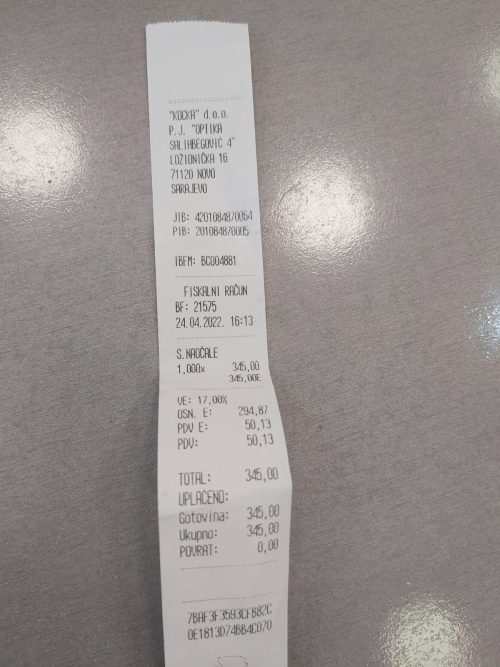 "KOCKA" d.o.o.
P.J. "OPTIKA
SALIHBEGOVIĆ 4"
LOŽIONIČKA 16
71120 NOVO
SARAJEVO
JIB: 4201084870064
PIB: 201084870005
IBFM: BC004881
FISKALNI RAČUN
BF: 21575
24.04.2022. 16:13
S.NAOČALE
1,000x 345,00
345,00E
VE: 17,00%
OSN. E: 294,87
PDV E: 50,13
PDV: 50,13
TOTAL: 345,00
UPLAĆENO:
Gotovina: 345,00
Ukupno: 345,00
POVRAT: 0,00
7BAF3F3593CFB82C
0E1813D74BB4C070